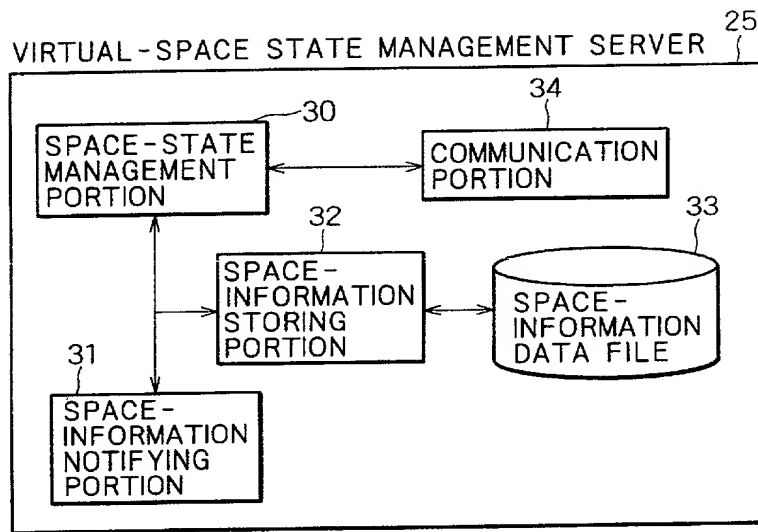 VIRTUAL-SPACE STATE MANAGEMENT SERVER 25
30
SPACE-STATE
MANAGEMENT
PORTION
34
COMMUNICATION
PORTION
32
SPACE-
INFORMATION
STORING
PORTION
33
SPACE-
INFORMATION
DATA FILE
31
SPACE-
INFORMATION
NOTIFYING
PORTION